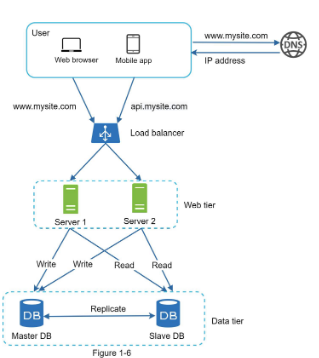 User
www.mysite.com
DNS
Web browser
Mobile app
IP address
www.mysite.com
api.mysite.com
Load balancer
Server 1
Server 2
Web tier
Write
Write
Read
Read
DB
Replicate
DB
Data tier
Master DB
Slave DB
Figure 1-6